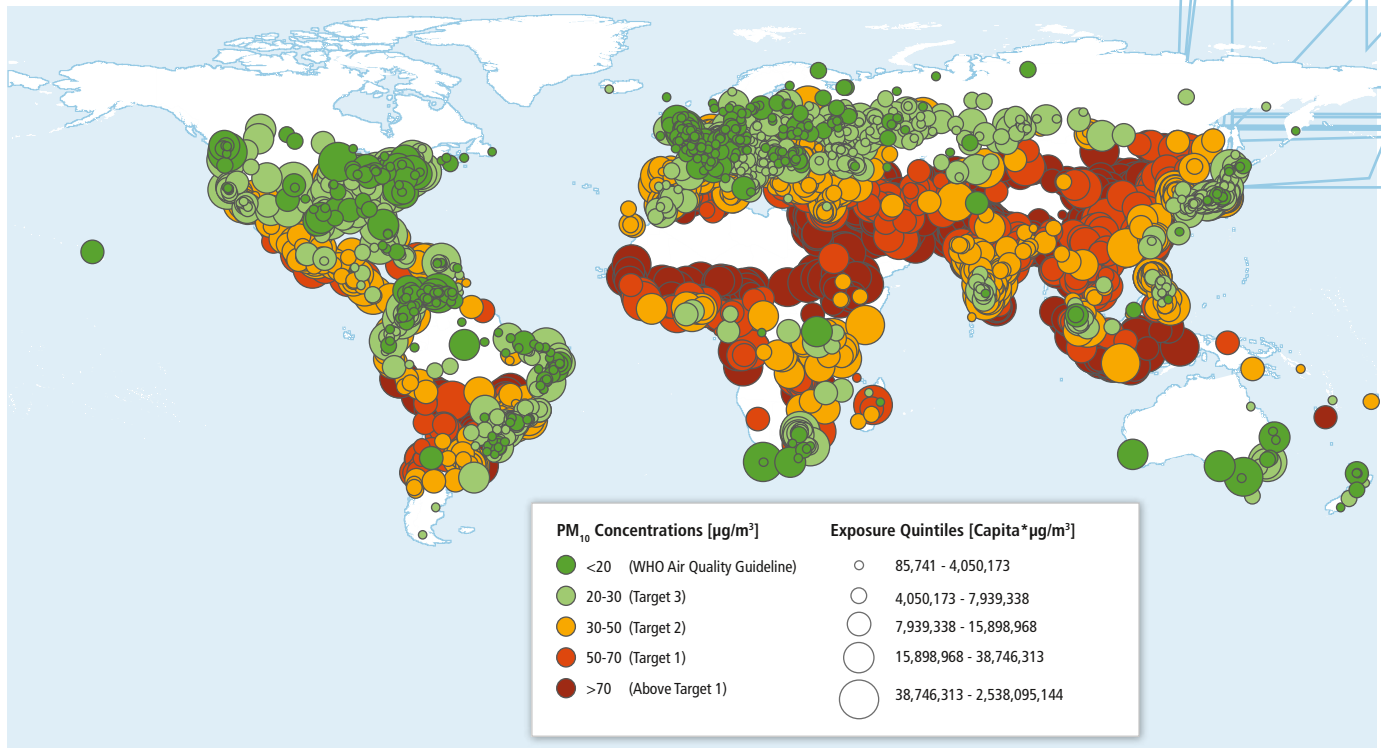 PM₁₀ Concentrations [µg/m³]
<20 (WHO Air Quality Guideline)
20-30 (Target 3)
30-50 (Target 2)
50-70 (Target 1)
>70 (Above Target 1)
Exposure Quintiles [Capita*µg/m³]
85,741 - 4,050,173
4,050,173 - 7,939,338
7,939,338 - 15,898,968
15,898,968 - 38,746,313
38,746,313 - 2,538,095,144